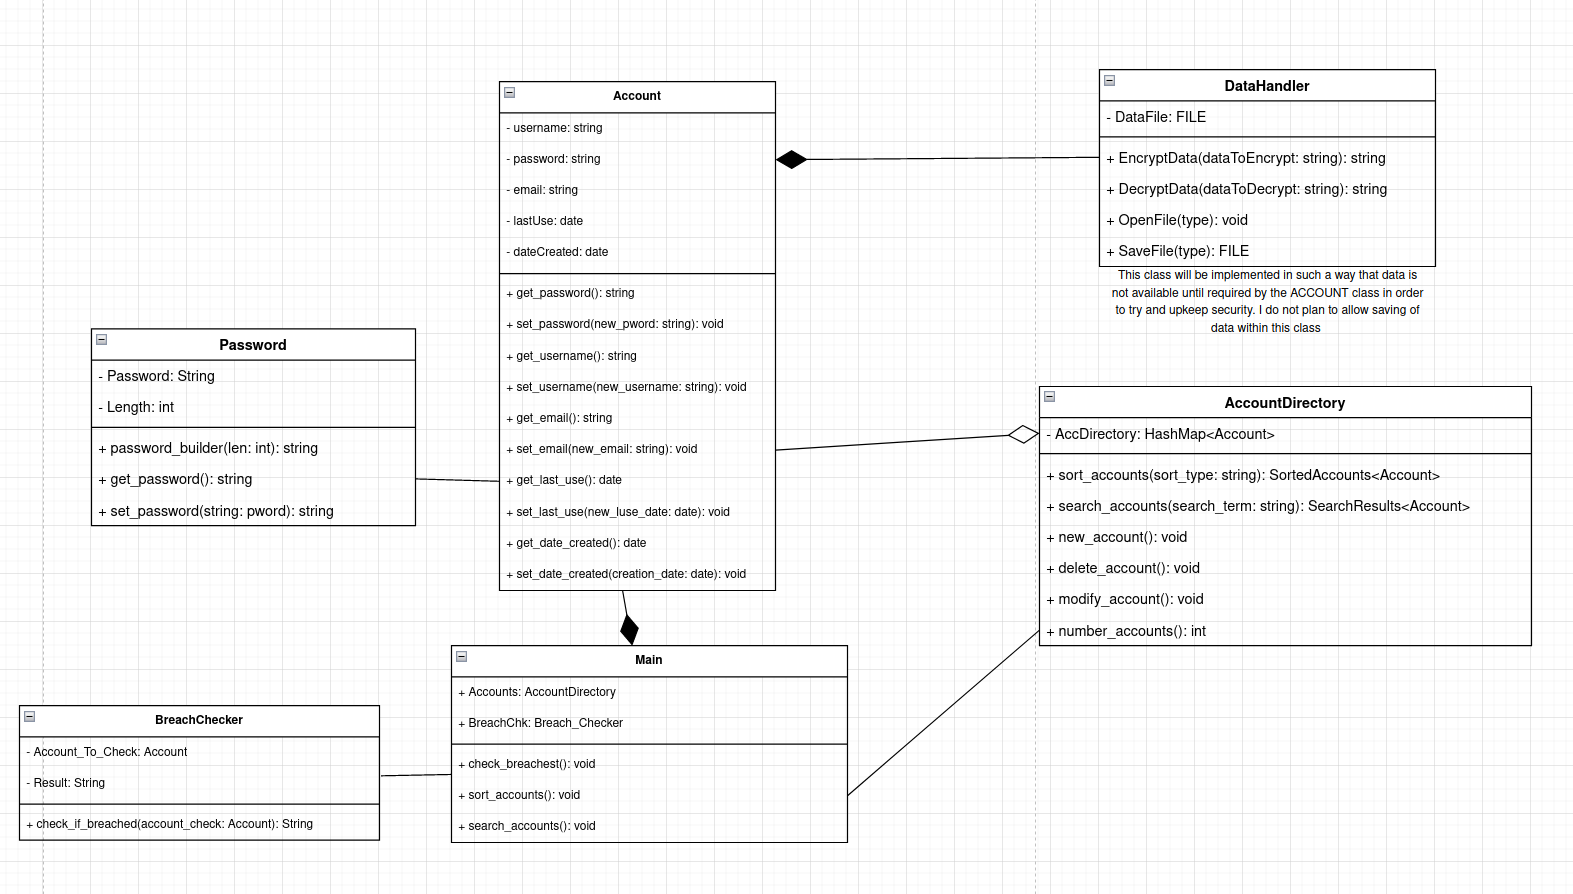 Account
- username: string
- password: string
- email: string
- lastUse: date
- dateCreated: date
+ get_password(): string
+ set_password(new_pword: string): void
+ get_username(): string
+ set_username(new_username: string): void
+ get_email(): string
+ set_email(new_email: string): void
+ get_last_use(): date
+ set_last_use(new_luse_date: date): void
+ get_date_created(): date
+ set_date_created(creation_date: date): void
DataHandler
- DataFile: FILE
+ EncryptData(dataToEncrypt: string): string
+ DecryptData(dataToDecrypt: string): string
+ OpenFile(type): void
+ SaveFile(type): FILE
This class will be implemented in such a way that data is
not available until required by the ACCOUNT class in order
to try and upkeep security. I do not plan to allow saving of
data within this class
Password
- Password: String
- Length: int
+ password_builder(len: int): string
+ get_password(): string
+ set_password(string: pword): string
AccountDirectory
- AccDirectory: HashMap<Account>
+ sort_accounts(sort_type: string): SortedAccounts<Account>
+ search_accounts(search_term: string): SearchResults<Account>
+ new_account(): void
+ delete_account(): void
+ modify_account(): void
+ number_accounts(): int
Main
+ Accounts: AccountDirectory
+ BreachChk: Breach_Checker
+ check_breachest(): void
+ sort_accounts(): void
+ search_accounts(): void
BreachChecker
- Account_To_Check: Account
- Result: String
+ check_if_breached(account_check: Account): String